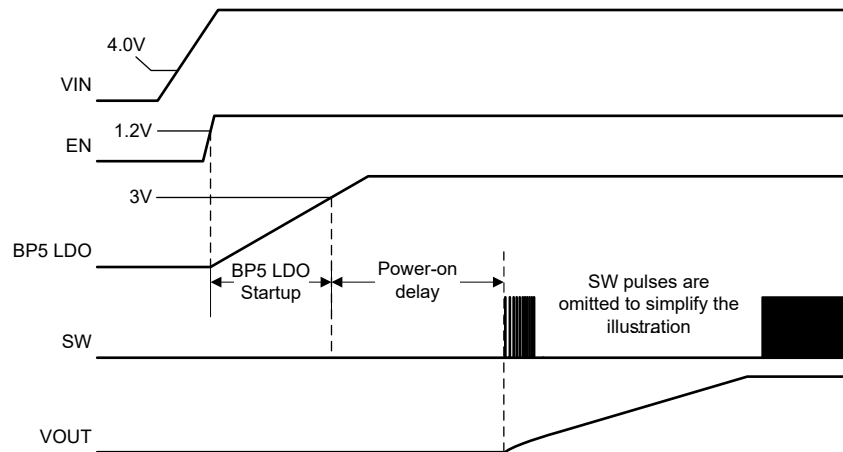 4.0V
VIN
1.2V
EN
3V
BP5 LDO
BP5 LDO
Startup
Power-on
delay
SW pulses are
omitted to simplify the
illustration
SW
VOUT